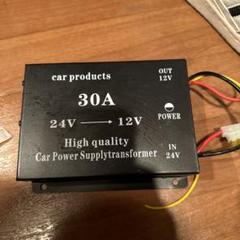 car products
OUT
12V
30A
24V → 12V
POWER
High quality
Car Power Supplytransformer
IN
24V